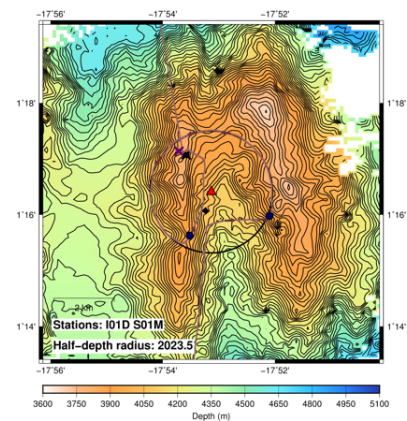 −17˚56' −17˚54' −17˚52'
1˚18' 1˚18'
1˚16' 1˚16'
2 km
1˚14' 1˚14'
Stations: I01D S01M
Half−depth radius: 2023.5
−17˚56' −17˚54' −17˚52'
3600 3750 3900 4050 4200 4350 4500 4650 4800 4950 5100
Depth (m)